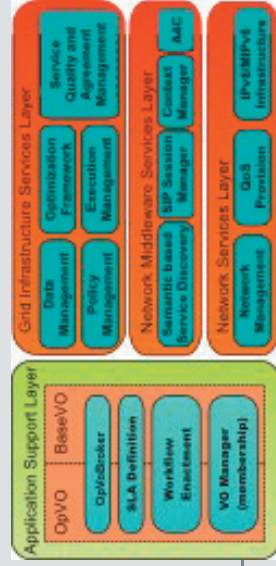 Application Support Layer
OpVO
BaseVO
OpVoBroker
SLA Definition
Workflow
Enactment
VO Manager
(membership)
Grid Infrastructure Services Layer
Data
Management
Optimization
Framework
Service
Quality and
Agreement
Management
Policy
Management
Execution
Management
Network Middleware Services Layer
Semantic based
Service Discovery
SIP Session
Manager
Context
Manager
A4C
Network Services Layer
Network
Management
QoS
Provision
IPv6/MIPv6
Infrastructure